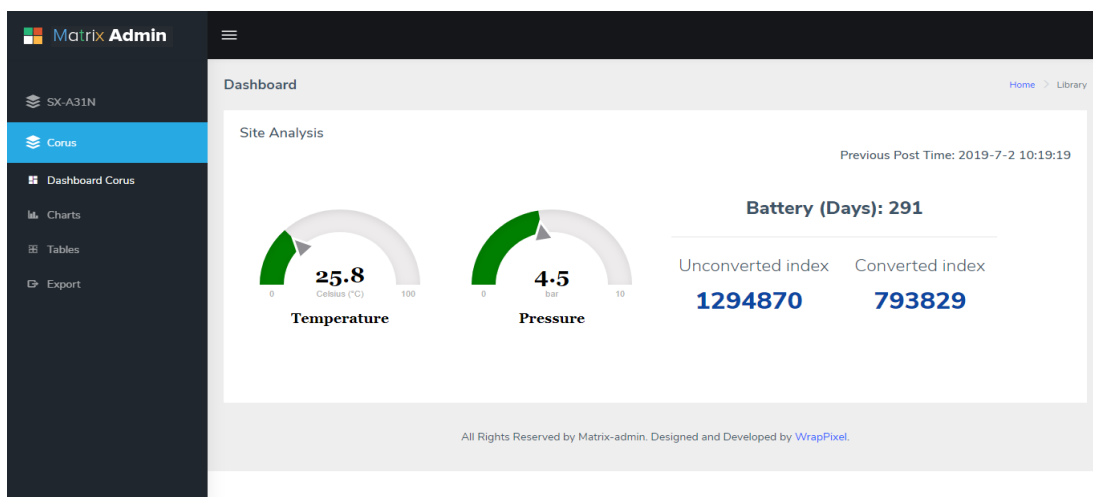 Matrix Admin
SX-A31N
Corus
Dashboard Corus
Charts
Tables
Export
Dashboard
Home > Library
Site Analysis
Previous Post Time: 2019-7-2 10:19:19
25.8
0 Celsius (°C) 100
Temperature
4.5
0 bar 10
Pressure
Battery (Days): 291
Unconverted index Converted index
1294870 793829
All Rights Reserved by Matrix-admin. Designed and Developed by WrapPixel.